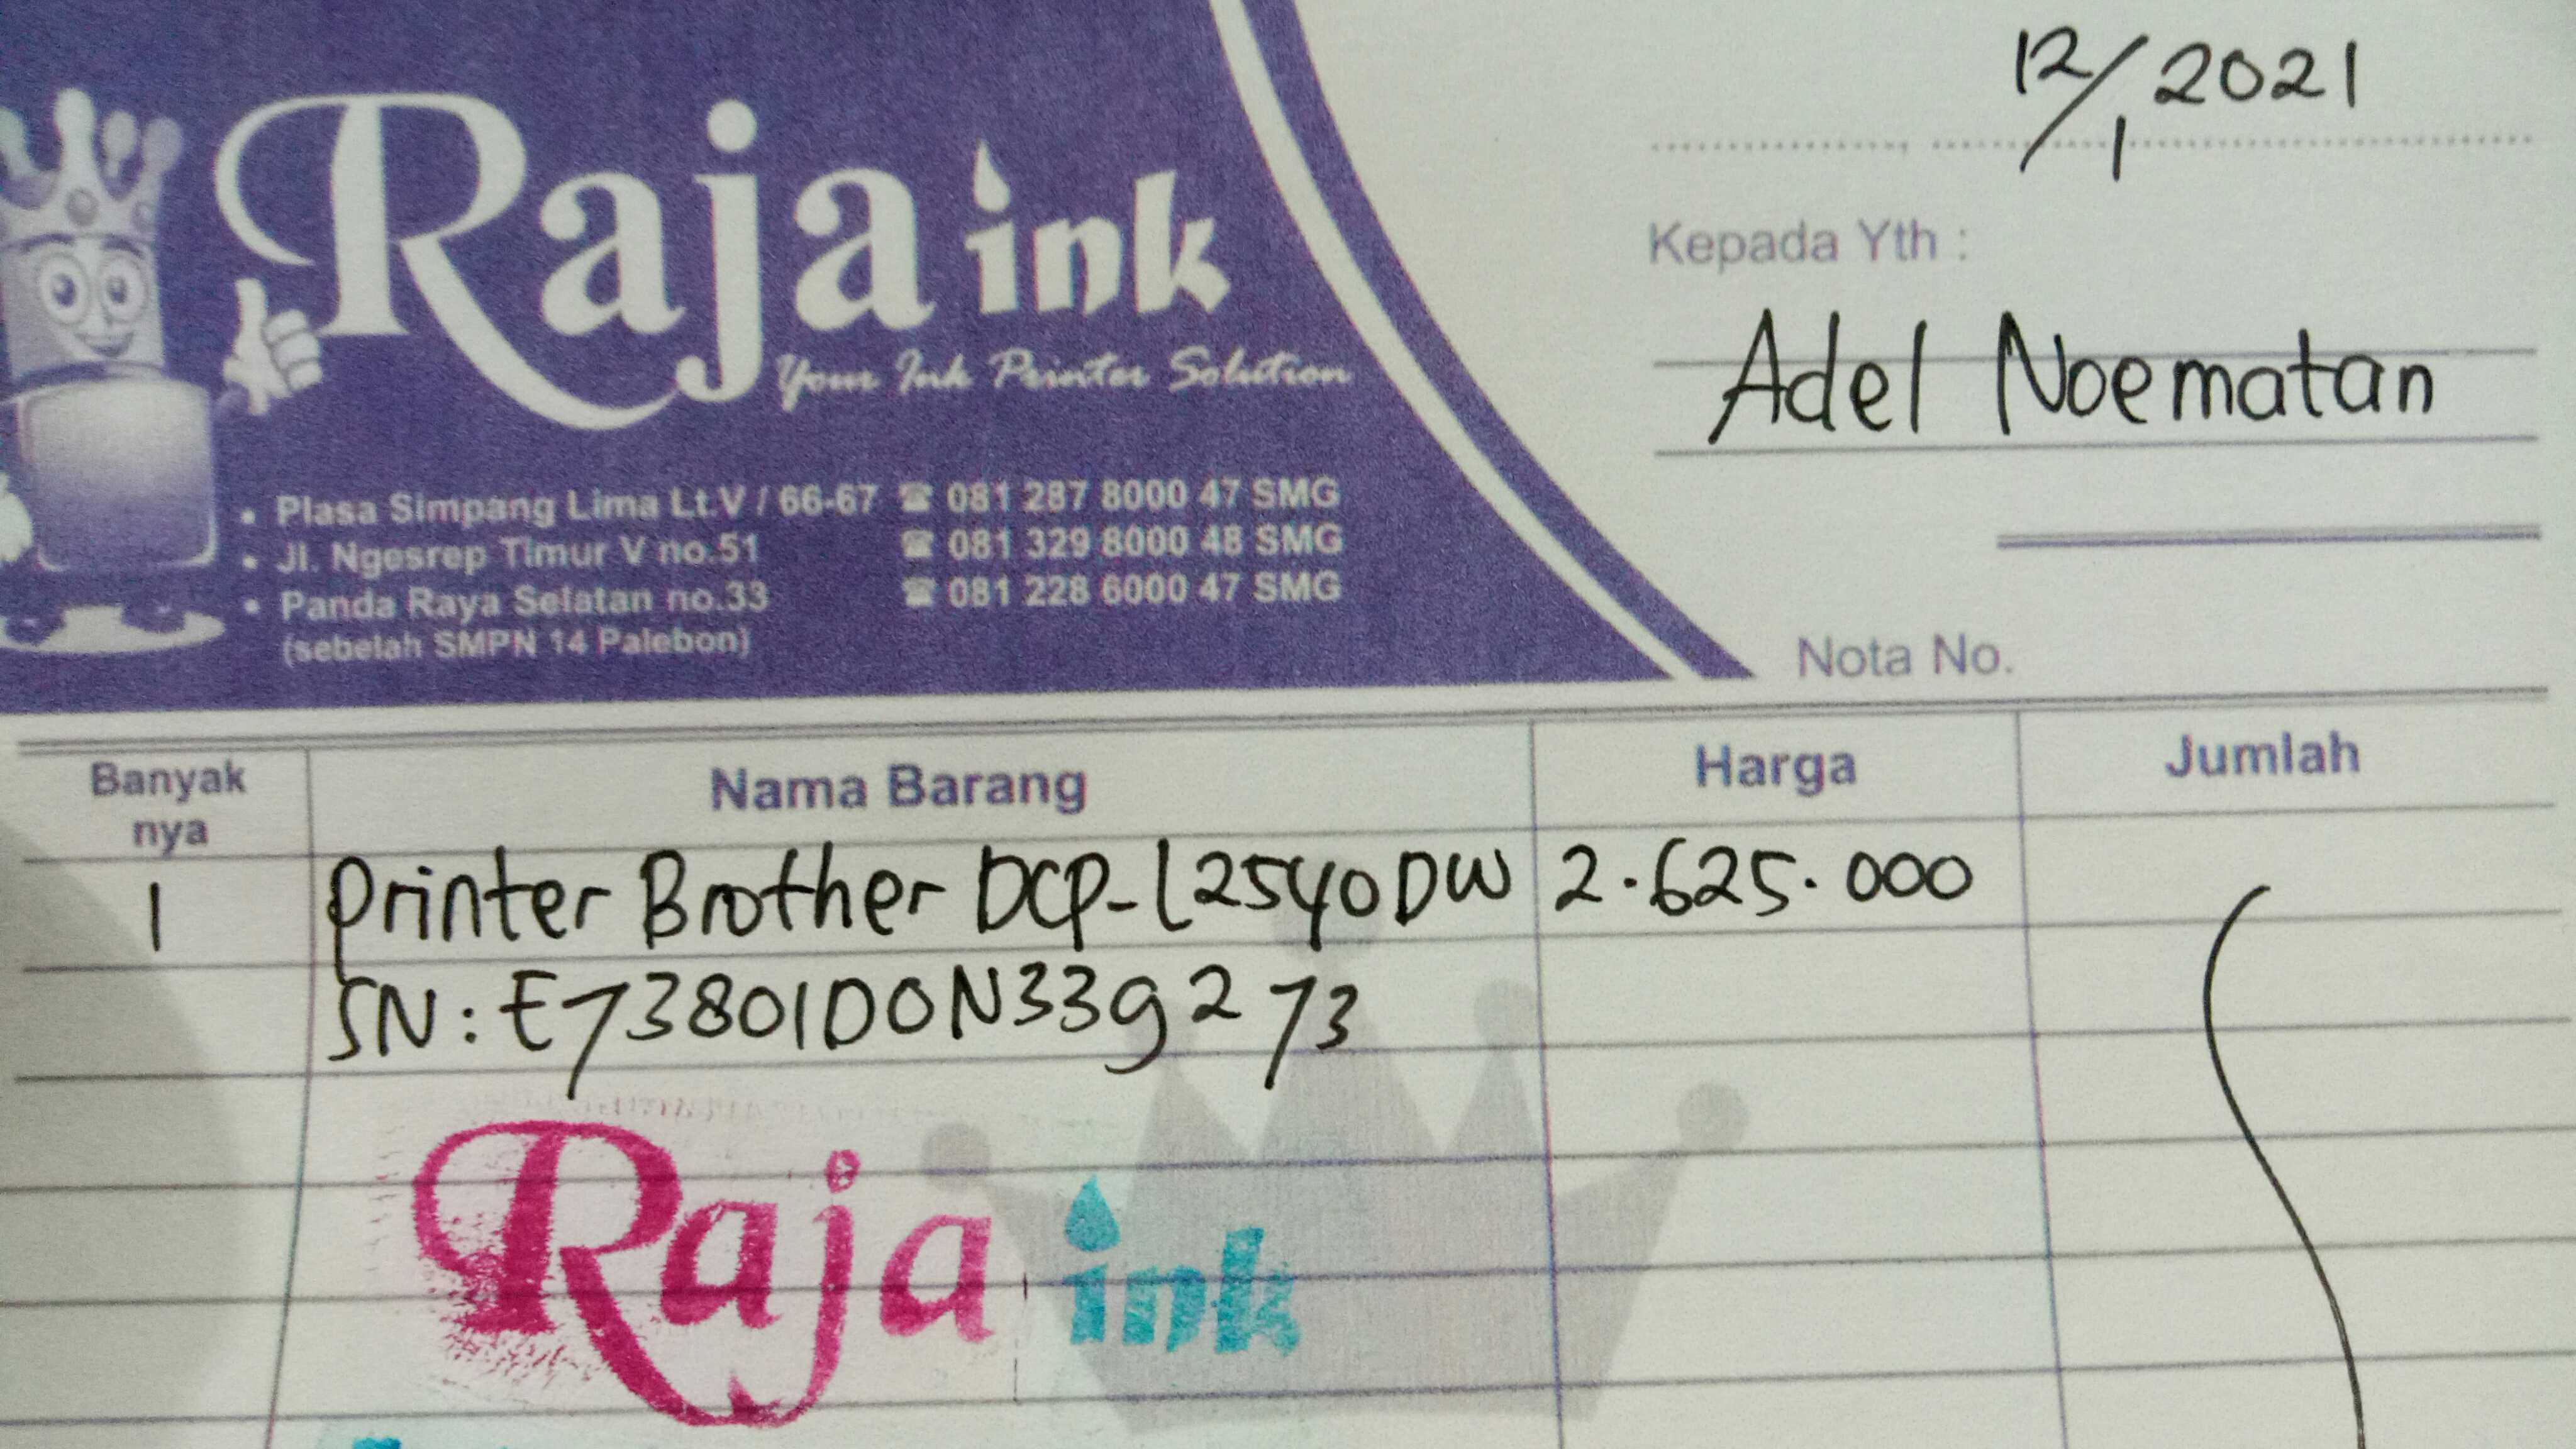 12/1 2021
Raja ink
Your Ink Printer Solution
Kepada Yth :
Adel Noematan
• Plasa Simpang Lima Lt.V / 66-67 ☎ 081 287 8000 47 SMG
• Jl. Ngesrep Timur V no.51 ☎ 081 329 8000 48 SMG
• Panda Raya Selatan no.33 ☎ 081 228 6000 47 SMG
(sebelah SMPN 14 Palebon)
Nota No.
Banyak nya Nama Barang Harga Jumlah
1 Printer Brother DCP-L2540DW 2.625.000
SN : E73801D0N339273
Raja ink